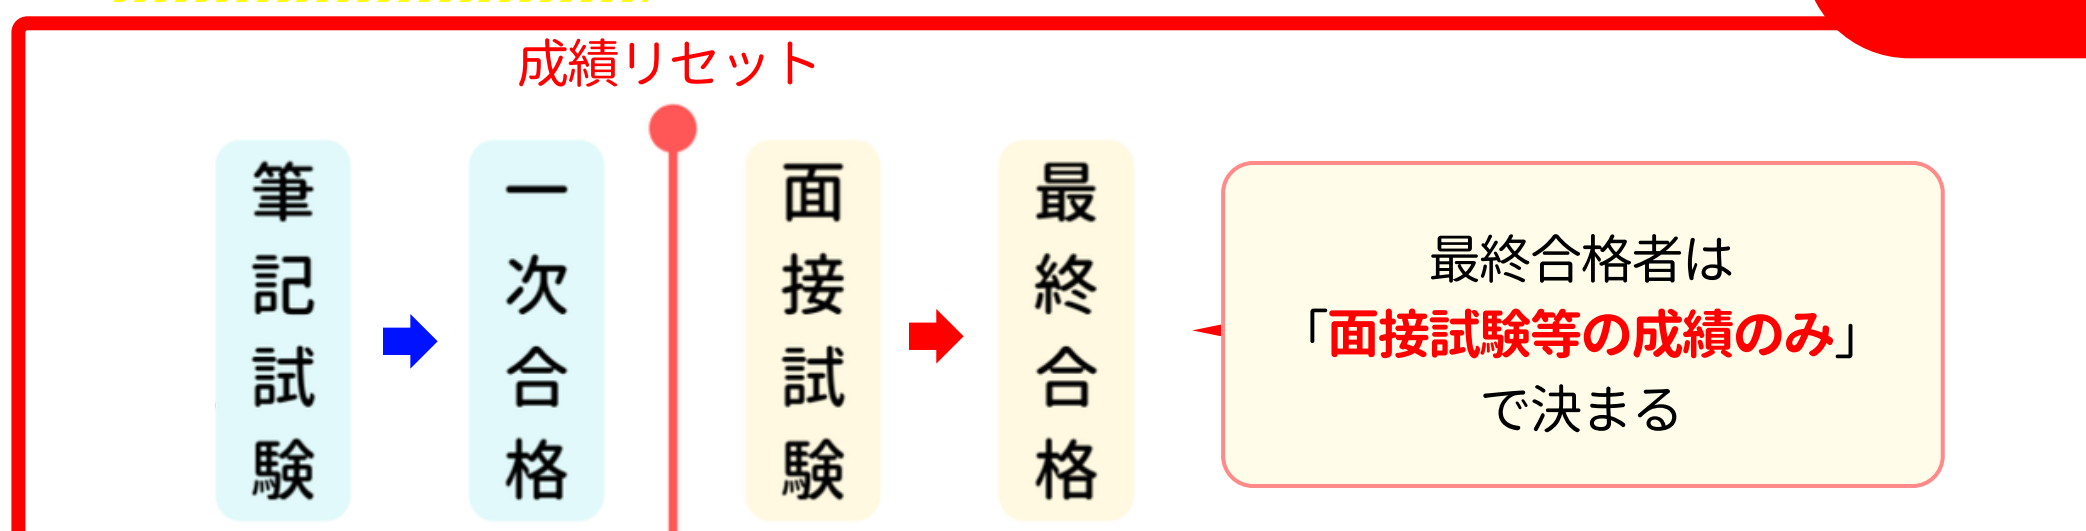 成績リセット
筆記試験
一次合格
面接試験
最終合格
最終合格者は
「面接試験等の成績のみ」
で決まる